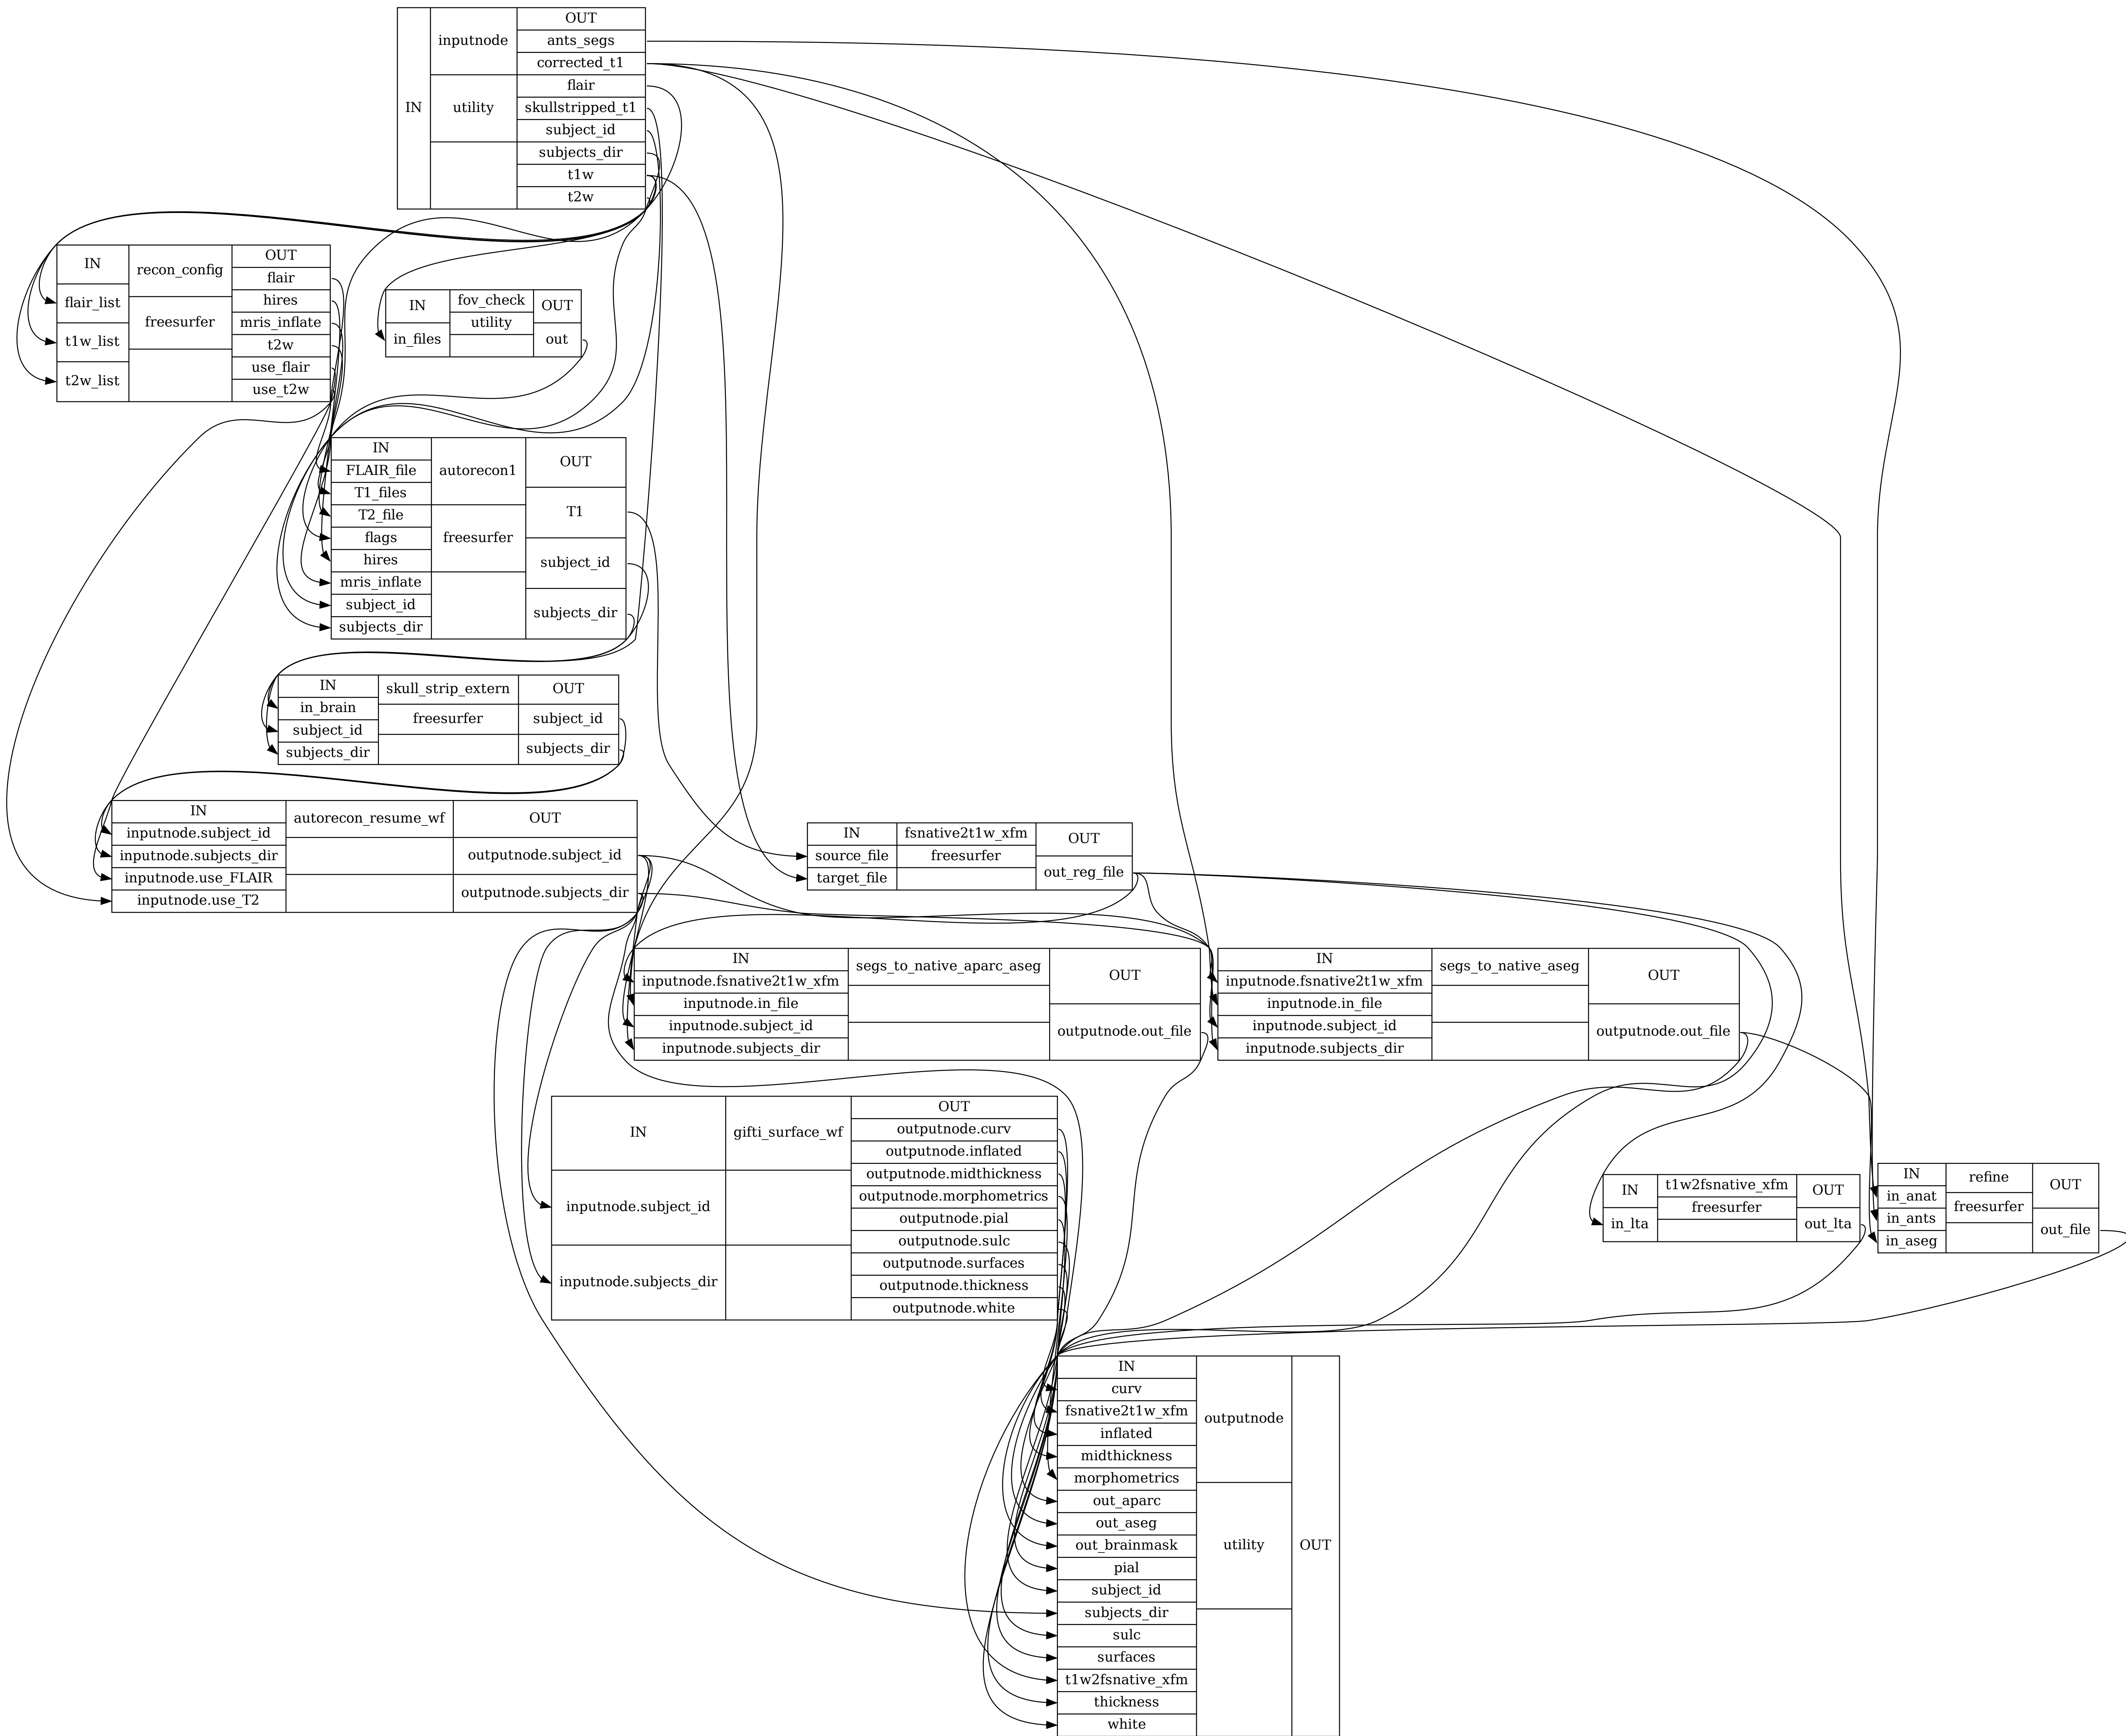 IN
inputnode
utility
OUT
ants_segs
corrected_t1
flair
skullstripped_t1
subject_id
subjects_dir
t1w
t2w
IN
flair_list
t1w_list
t2w_list
recon_config
freesurfer
OUT
flair
hires
mris_inflate
t2w
use_flair
use_t2w
IN
in_files
fov_check
utility
OUT
out
IN
FLAIR_file
T1_files
T2_file
flags
hires
mris_inflate
subject_id
subjects_dir
autorecon1
freesurfer
OUT
T1
subject_id
subjects_dir
IN
in_brain
subject_id
subjects_dir
skull_strip_extern
freesurfer
OUT
subject_id
subjects_dir
IN
inputnode.subject_id
inputnode.subjects_dir
inputnode.use_FLAIR
inputnode.use_T2
autorecon_resume_wf
OUT
outputnode.subject_id
outputnode.subjects_dir
IN
source_file
target_file
fsnative2t1w_xfm
freesurfer
OUT
out_reg_file
IN
inputnode.fsnative2t1w_xfm
inputnode.in_file
inputnode.subject_id
inputnode.subjects_dir
segs_to_native_aparc_aseg
OUT
outputnode.out_file
IN
inputnode.fsnative2t1w_xfm
inputnode.in_file
inputnode.subject_id
inputnode.subjects_dir
segs_to_native_aseg
OUT
outputnode.out_file
IN
inputnode.subject_id
inputnode.subjects_dir
gifti_surface_wf
OUT
outputnode.curv
outputnode.inflated
outputnode.midthickness
outputnode.morphometrics
outputnode.pial
outputnode.sulc
outputnode.surfaces
outputnode.thickness
outputnode.white
IN
in_lta
t1w2fsnative_xfm
freesurfer
OUT
out_lta
IN
in_anat
in_ants
in_aseg
refine
freesurfer
OUT
out_file
IN
curv
fsnative2t1w_xfm
inflated
midthickness
morphometrics
out_aparc
out_aseg
out_brainmask
pial
subject_id
subjects_dir
sulc
surfaces
t1w2fsnative_xfm
thickness
white
outputnode
utility
OUT